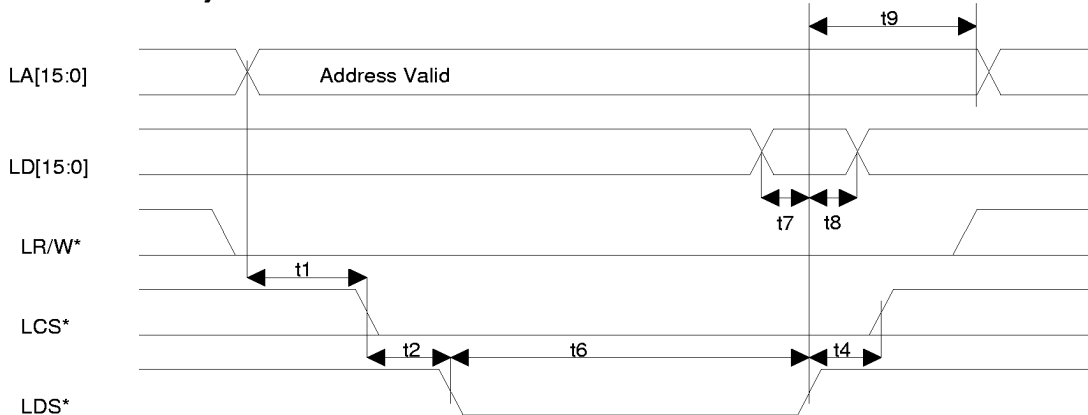 t9
LA[15:0]
Address Valid
LD[15:0]
t7
t8
LR/W*
t1
LCS*
t2
t6
t4
LDS*